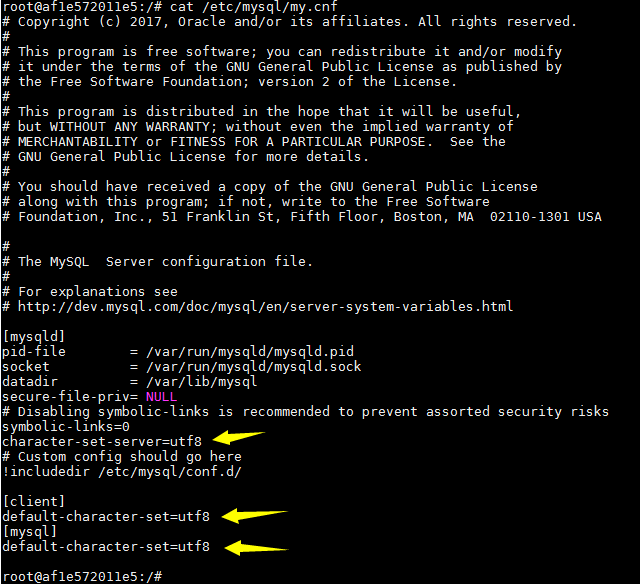 root@af1e572011e5:/# cat /etc/mysql/my.cnf
# Copyright (c) 2017, Oracle and/or its affiliates. All rights reserved.
#
# This program is free software; you can redistribute it and/or modify
# it under the terms of the GNU General Public License as published by
# the Free Software Foundation; version 2 of the License.
#
# This program is distributed in the hope that it will be useful,
# but WITHOUT ANY WARRANTY; without even the implied warranty of
# MERCHANTABILITY or FITNESS FOR A PARTICULAR PURPOSE.  See the
# GNU General Public License for more details.
#
# You should have received a copy of the GNU General Public License
# along with this program; if not, write to the Free Software
# Foundation, Inc., 51 Franklin St, Fifth Floor, Boston, MA  02110-1301 USA
#
# The MySQL  Server configuration file.
#
# For explanations see
# http://dev.mysql.com/doc/mysql/en/server-system-variables.html
[mysqld]
pid-file        = /var/run/mysqld/mysqld.pid
socket          = /var/run/mysqld/mysqld.sock
datadir         = /var/lib/mysql
secure-file-priv= NULL
# Disabling symbolic-links is recommended to prevent assorted security risks
symbolic-links=0
character-set-server=utf8
# Custom config should go here
!includedir /etc/mysql/conf.d/
[client]
default-character-set=utf8
[mysql]
default-character-set=utf8
root@af1e572011e5:/#